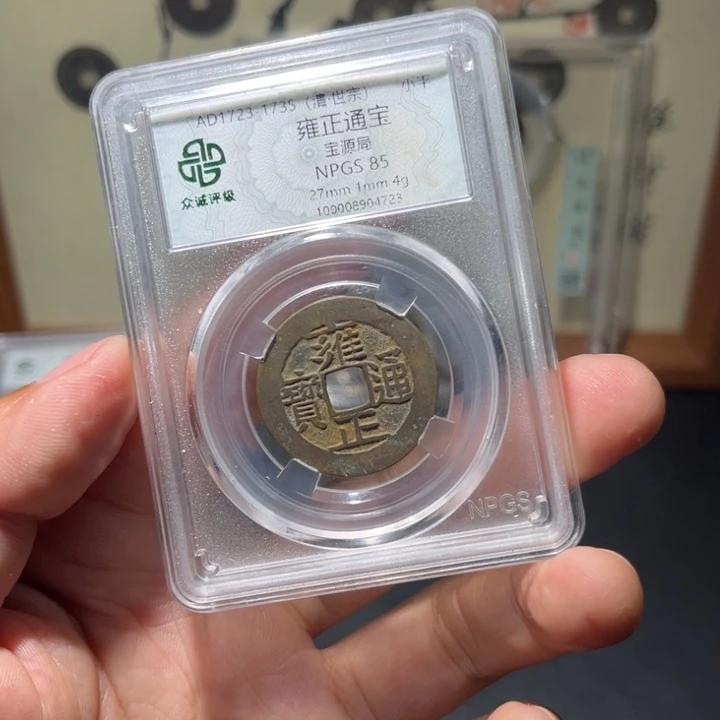 AD1723-1735（清·世宗） 小平
雍正通宝
宝源局
NPGS 85
27mm 1mm 4g
100008904723
众诚评级
雍正通寶
NPGS